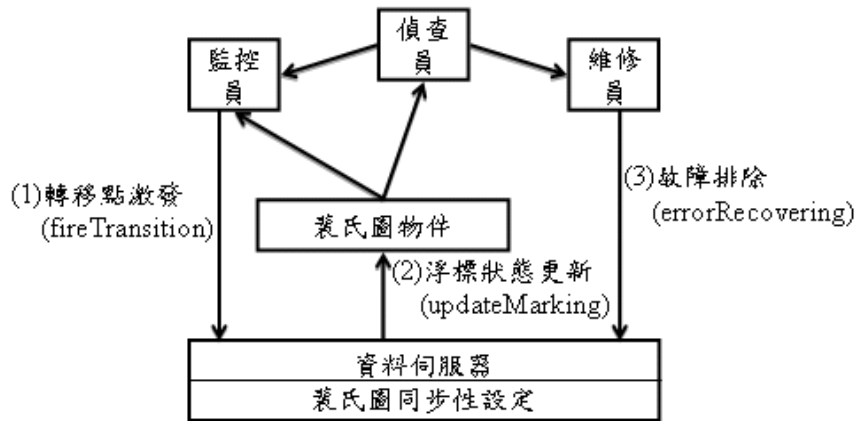 偵查
員
監控
員
維修
員
(1)轉移點激發
(fireTransition)
(3)故障排除
(errorRecovering)
裴氏圖物件
(2)浮標狀態更新
(updateMarking)
資料伺服器
裴氏圖同步性設定